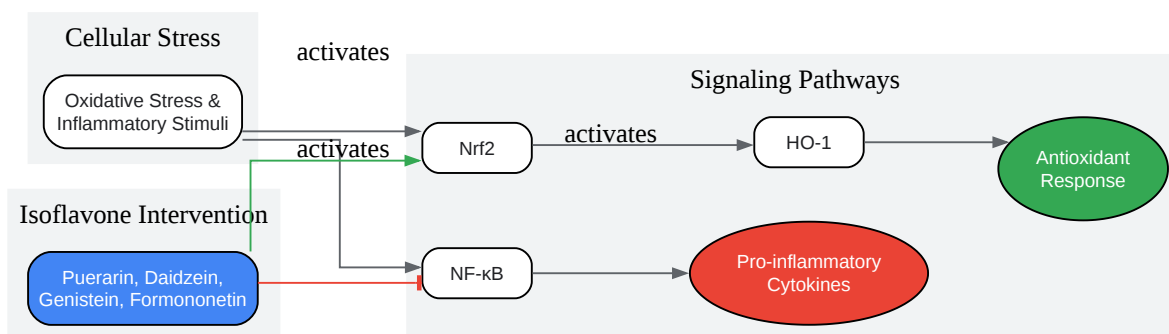 Cellular Stress
Oxidative Stress &
Inflammatory Stimuli
activates
activates
Isoflavone Intervention
Puerarin, Daidzein,
Genistein, Formononetin
Signaling Pathways
Nrf2
activates
HO-1
Antioxidant
Response
NF-κB
Pro-inflammatory
Cytokines